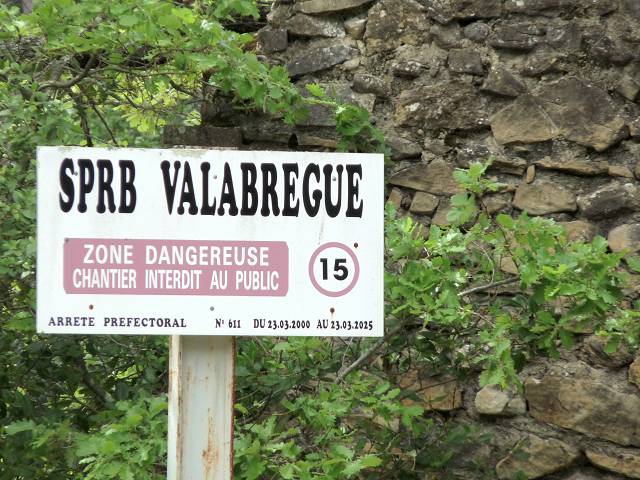 SPRB VALABREGUE
ZONE DANGEREUSE
CHANTIER INTERDIT AU PUBLIC
15
ARRETE PREFECTORAL N° 611 DU 23.03.2000 AU 23.03.2025